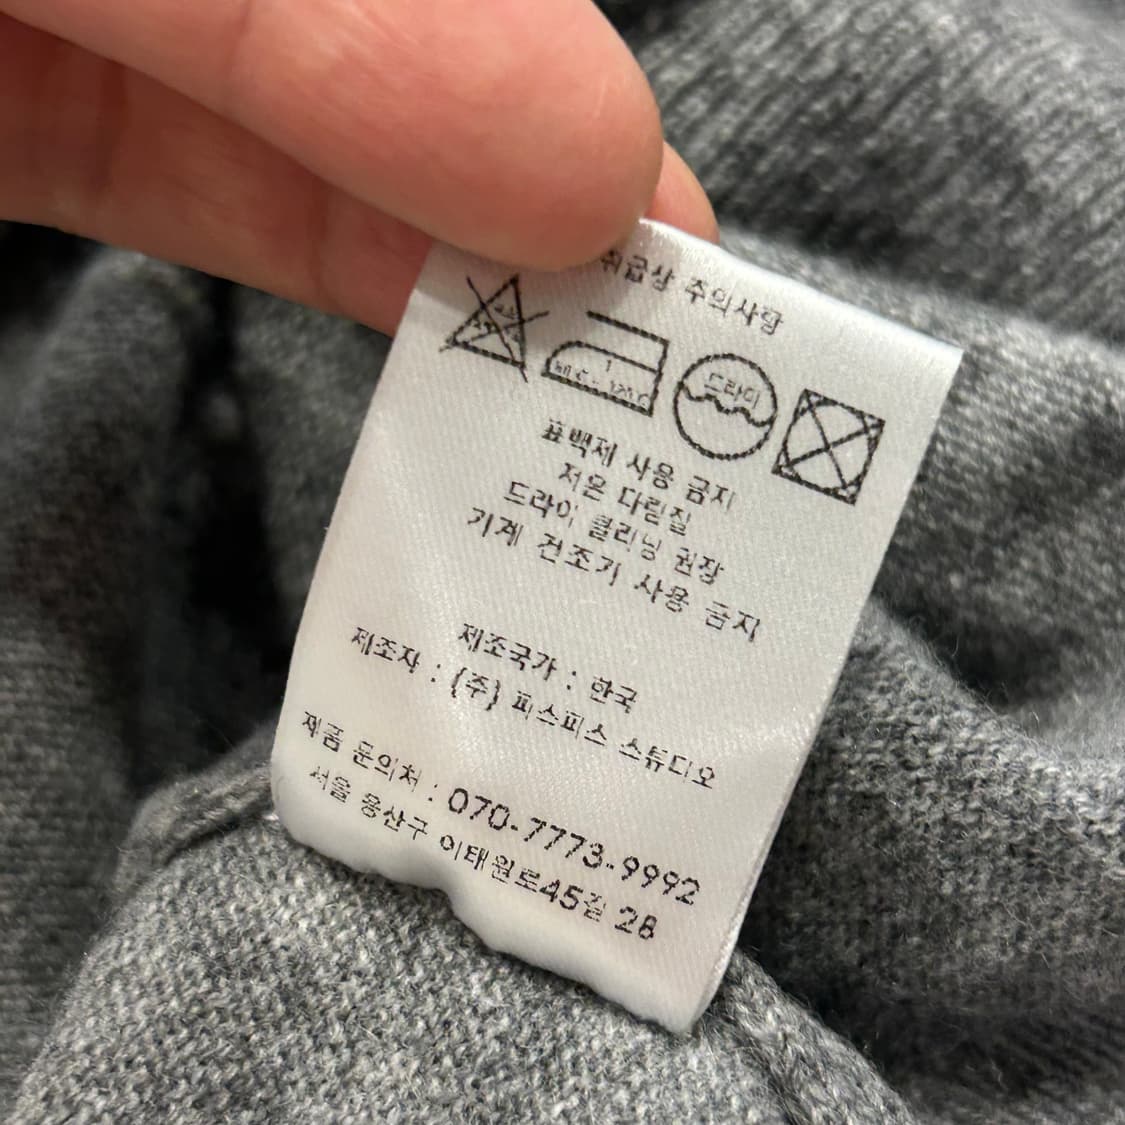 취급상 주의사항
1
80℃ - 120℃
드라이
표백제 사용 금지
저온 다림질
드라이 클리닝 권장
기계 건조기 사용 금지
제조국가 : 한국
제조자 : (주) 피스피스 스튜디오
제품 문의처 : 070-7773-9992
서울 용산구 이태원로45길 28